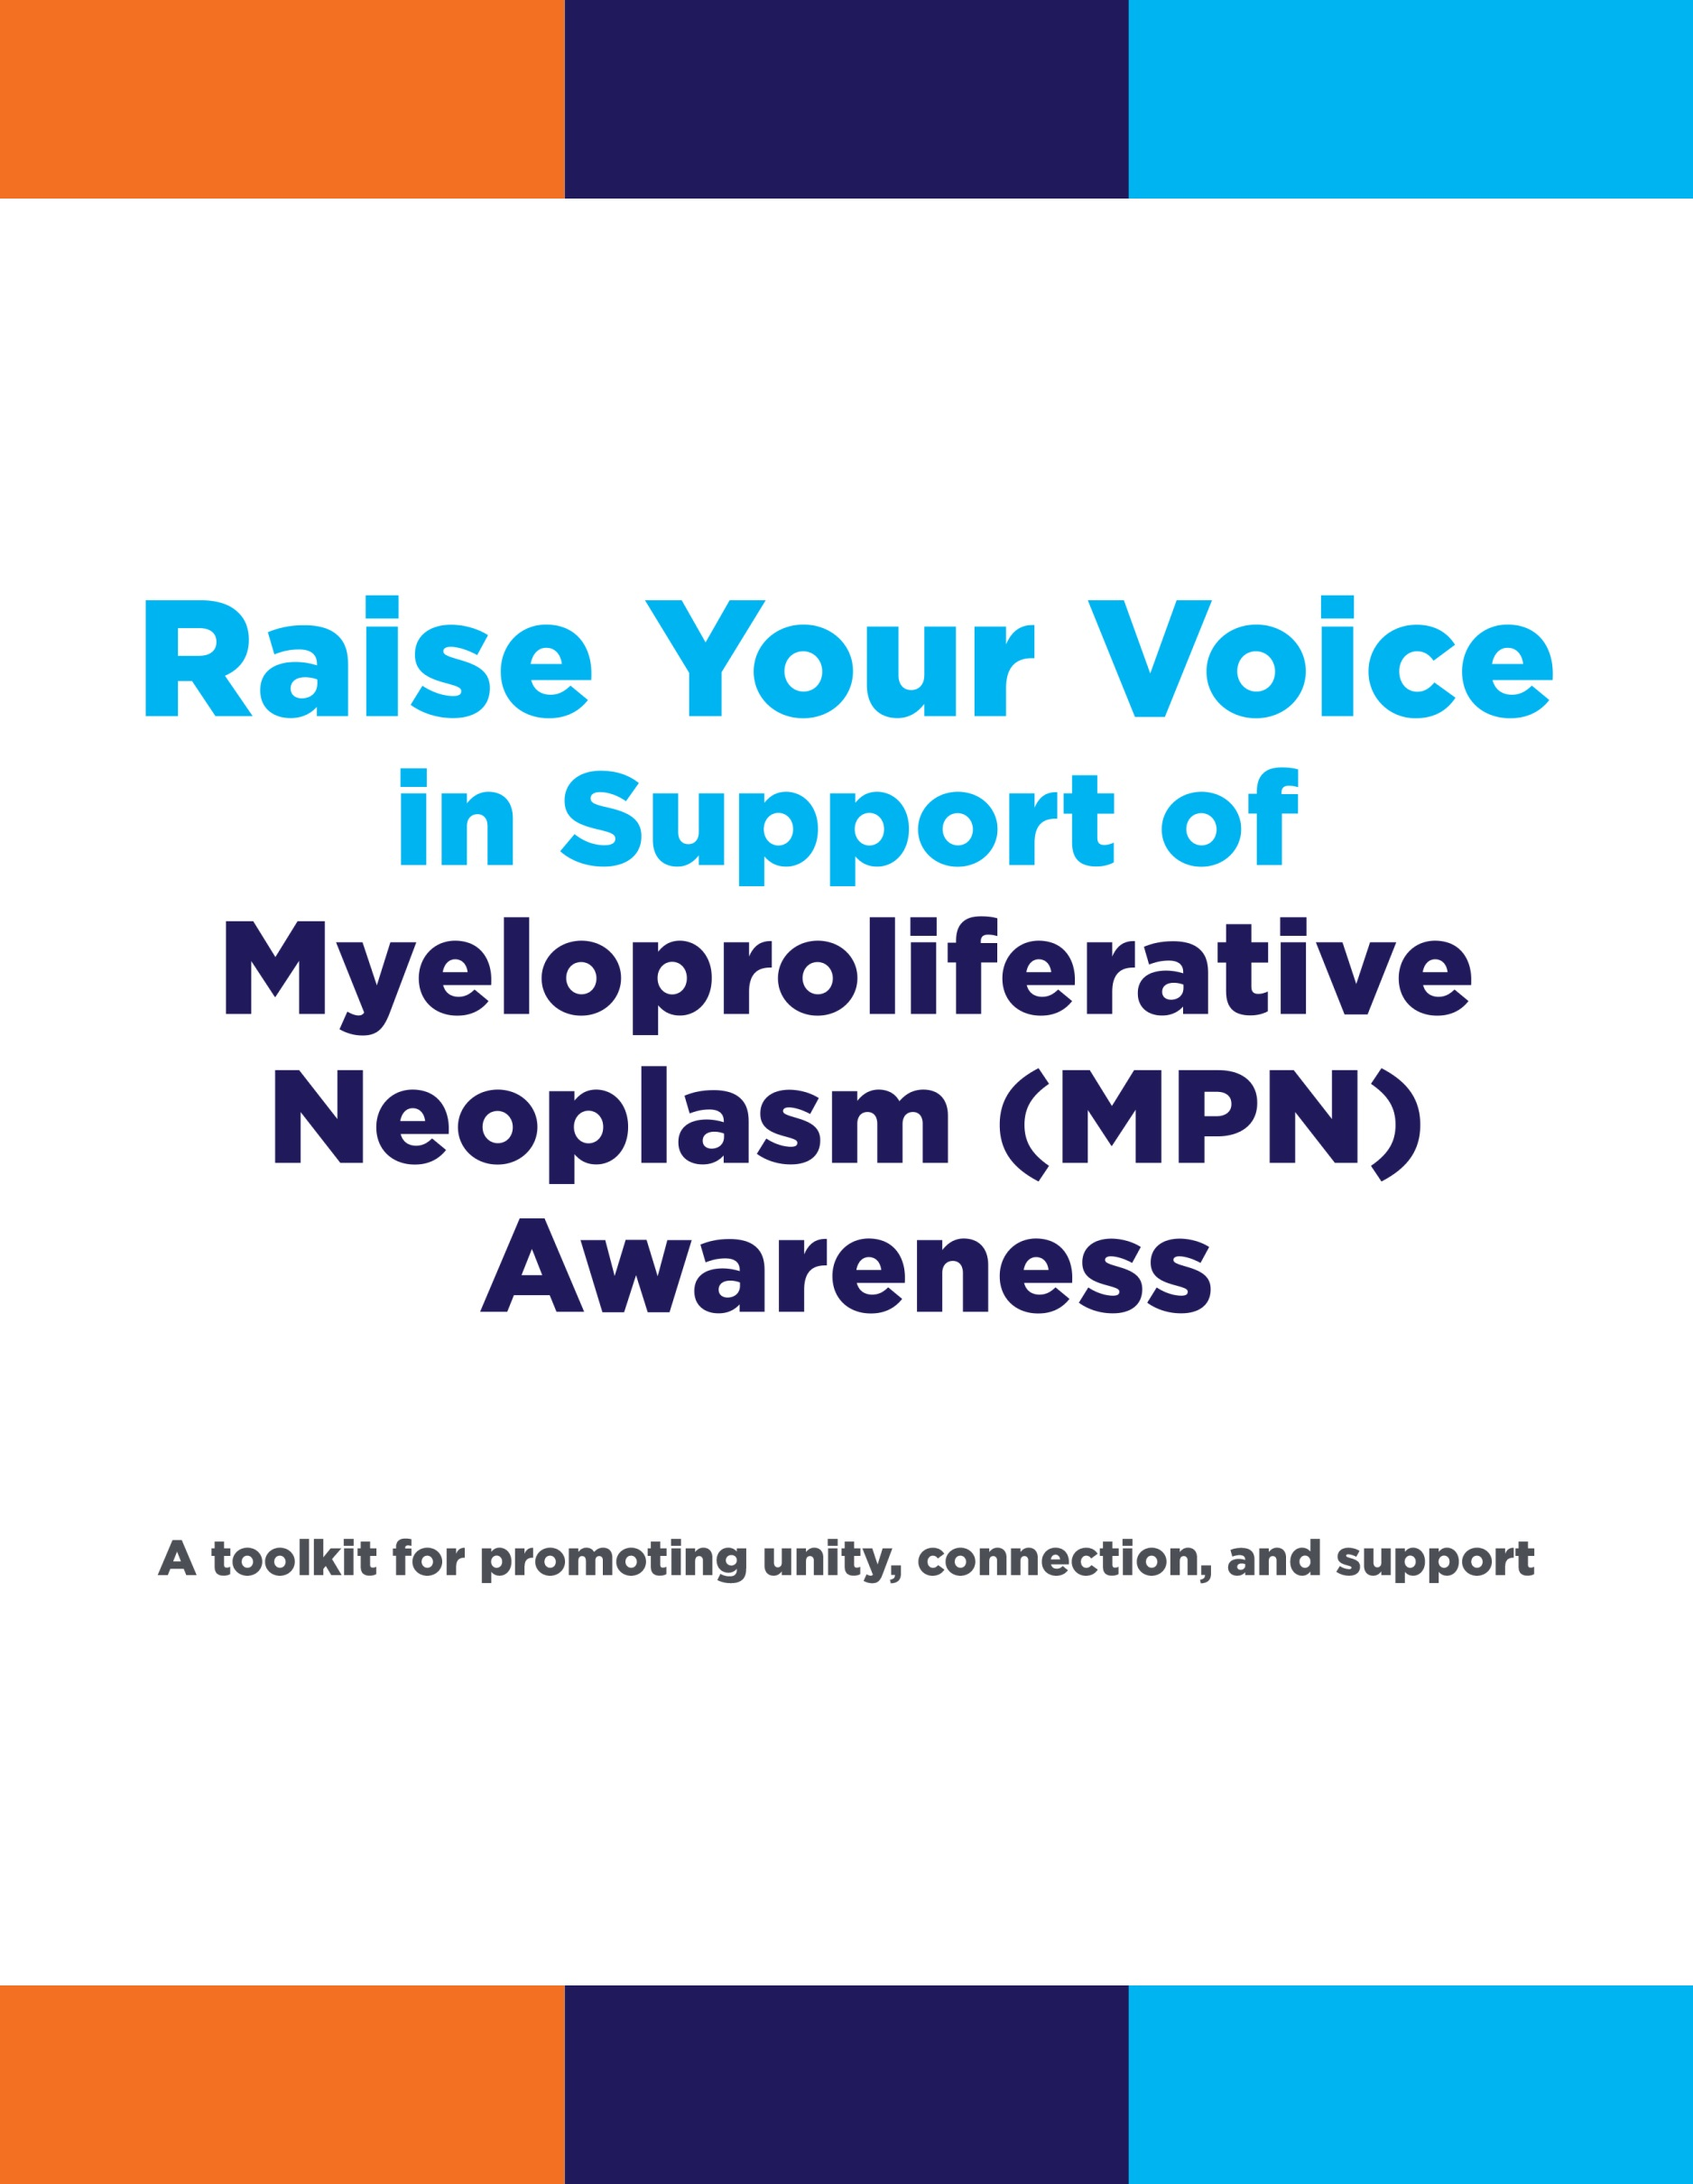 Raise Your Voice
in Support of
Myeloproliferative
Neoplasm (MPN)
Awareness
A toolkit for promoting unity, connection, and support